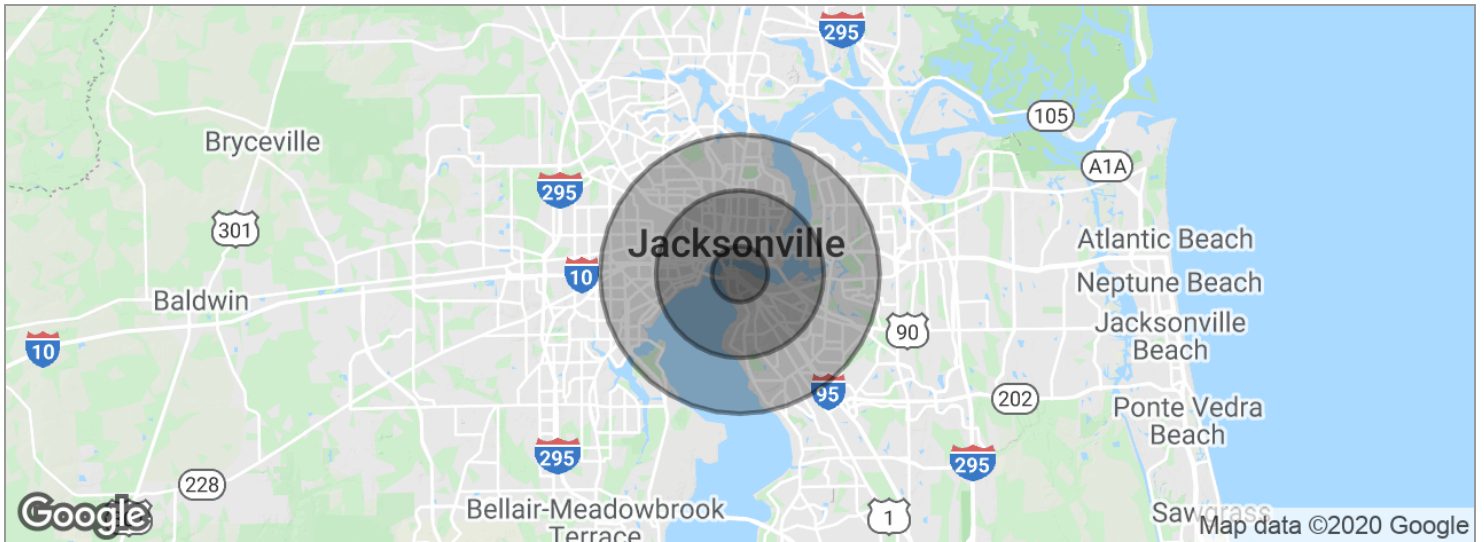 295
105
Bryceville
A1A
295
301
Jacksonville
Atlantic Beach
10
Neptune Beach
Baldwin
Jacksonville
Beach
90
10
95
202
Ponte Vedra
Beach
295
295
228
Google
Bellair-Meadowbrook
Terrace
1
Sawgrass
Map data ©2020 Google